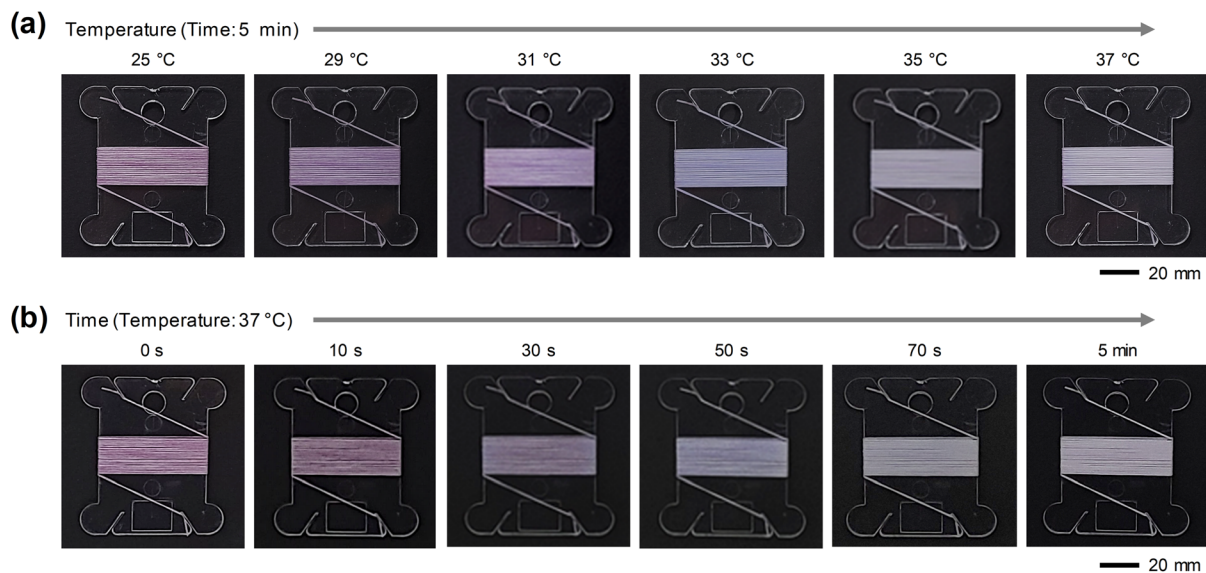 (a) Temperature (Time: 5 min)
25 °C 29 °C 31 °C 33 °C 35 °C 37 °C
20 mm
(b) Time (Temperature: 37 °C)
0 s 10 s 30 s 50 s 70 s 5 min
20 mm